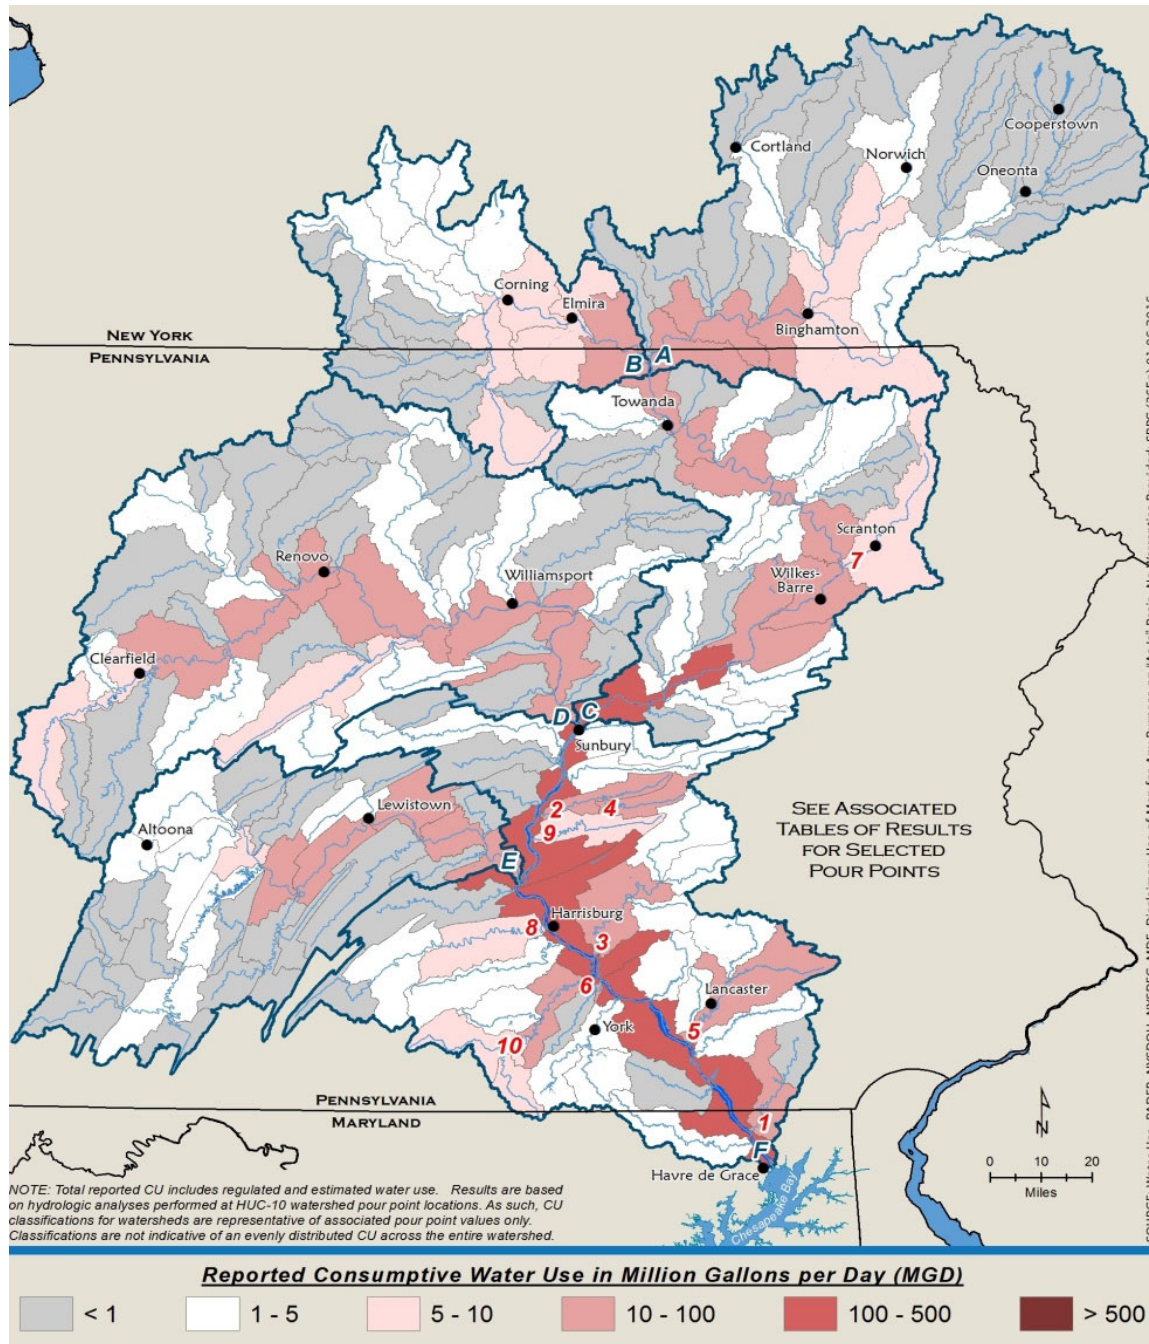 Cooperstown
Cortland
Norwich
Oneonta
Corning
Elmira
Binghamton
NEW YORK
PENNSYLVANIA
B
A
Towanda
Scranton
7
Renovo
Williamsport
Wilkes-
Barre
Clearfield
D
C
Sunbury
Lewistown
2
4
Altoona
9
SEE ASSOCIATED
TABLES OF RESULTS
FOR SELECTED
POUR POINTS
E
Harrisburg
8
3
Lancaster
6
York
5
10
PENNSYLVANIA
MARYLAND
1
N
F
Havre de Grace
0 10 20
Miles
Chesapeake Bay
NOTE: Total reported CU includes regulated and estimated water use. Results are based
on hydrologic analyses performed at HUC-10 watershed pour point locations. As such, CU
classifications for watersheds are representative of associated pour point values only.
Classifications are not indicative of an evenly distributed CU across the entire watershed.
Reported Consumptive Water Use in Million Gallons per Day (MGD)
< 1 1 - 5 5 - 10 10 - 100 100 - 500 > 500